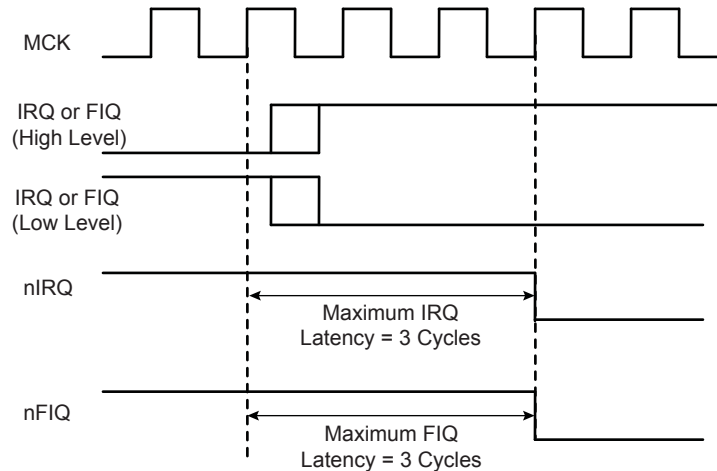 MCK
IRQ or FIQ
(High Level)
IRQ or FIQ
(Low Level)
nIRQ
Maximum IRQ
Latency = 3 Cycles
nFIQ
Maximum FIQ
Latency = 3 Cycles